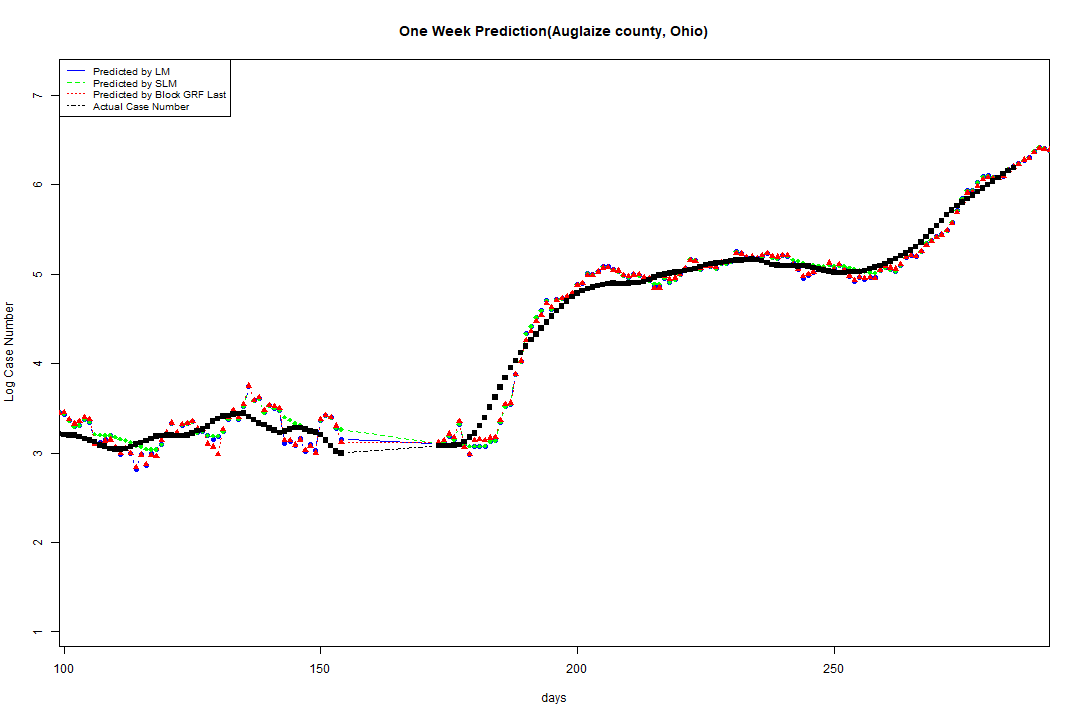 One Week Prediction(Auglaize county, Ohio)
Predicted by LM
Predicted by SLM
Predicted by Block GRF Last
Actual Case Number
7
6
5
4
3
2
1
Log Case Number
100 150 200 250
days